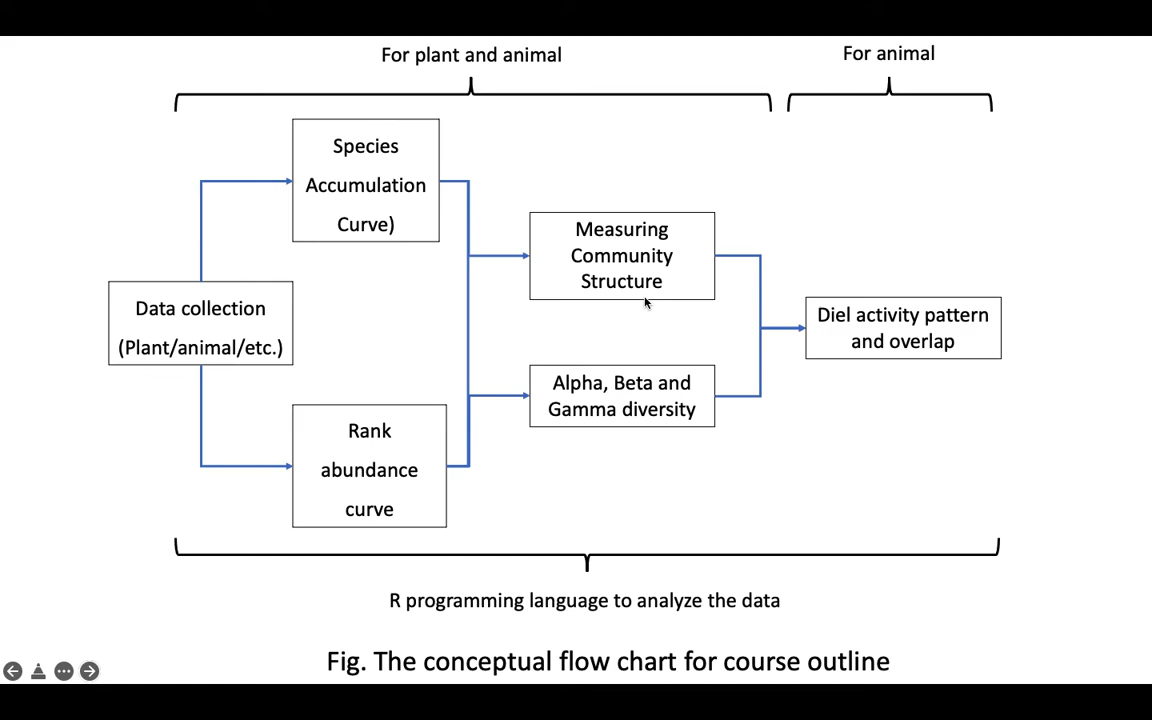 For plant and animal
For animal
Species
Accumulation
Curve)
Measuring
Community
Structure
Data collection
(Plant/animal/etc.)
Diel activity pattern
and overlap
Alpha, Beta and
Gamma diversity
Rank
abundance
curve
R programming language to analyze the data
Fig. The conceptual flow chart for course outline